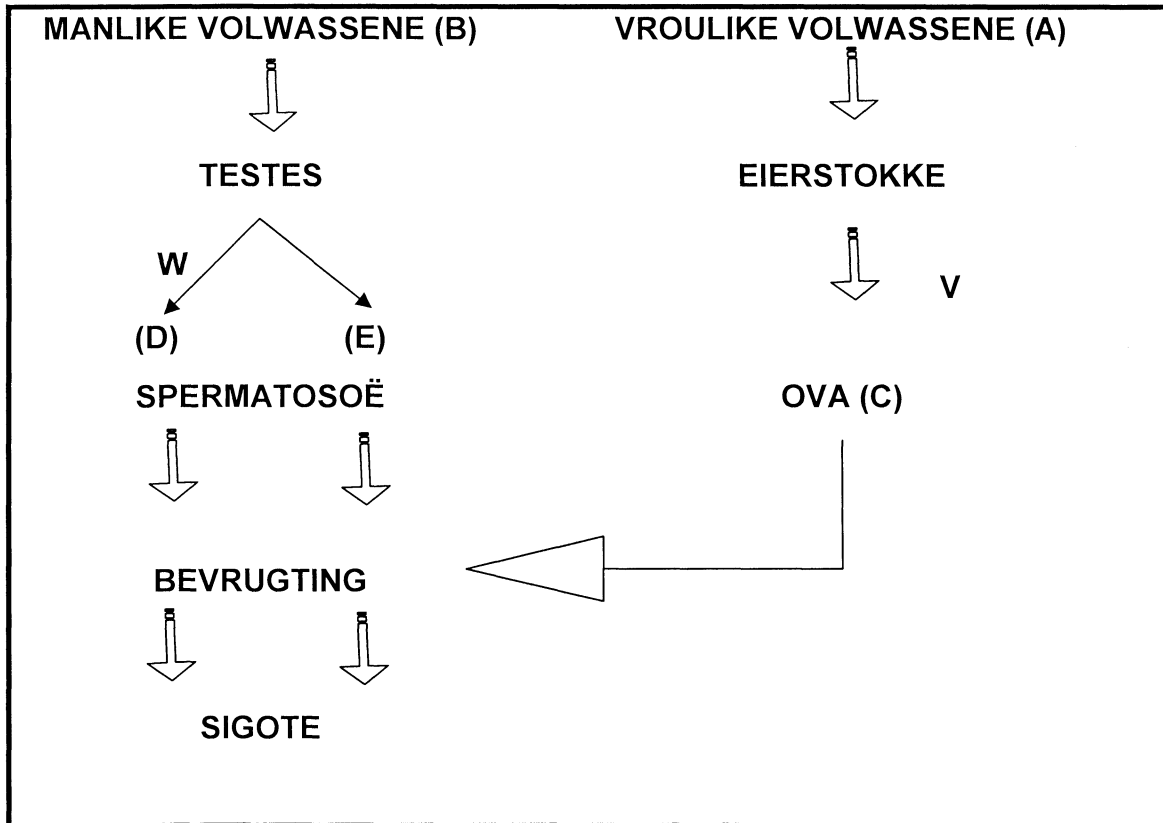 MANLIKE VOLWASSENE (B) VROULIKE VOLWASSENE (A)
TESTES EIERSTOKKE
W V
(D) (E)
SPERMATOSOË OVA (C)
BEVRUGTING
SIGOTE